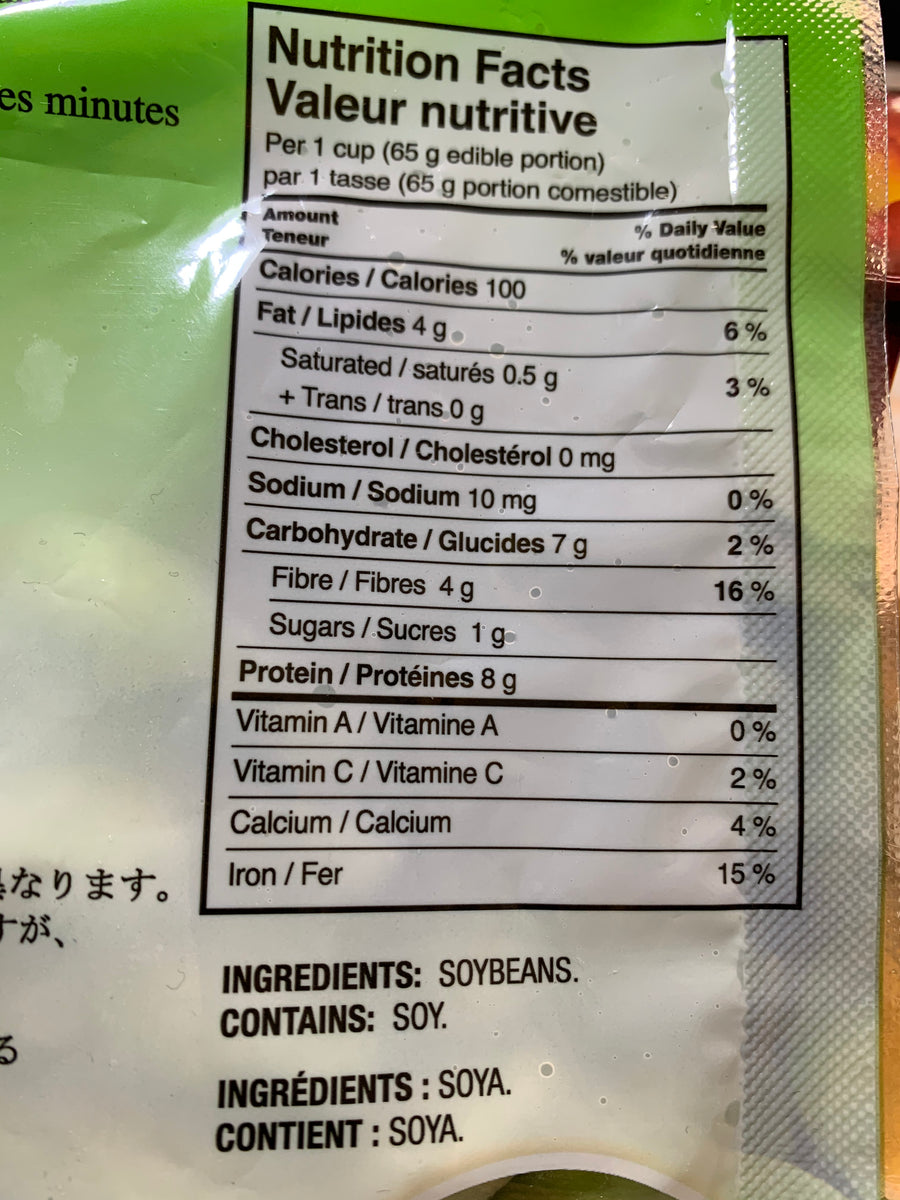 es minutes
Nutrition Facts
Valeur nutritive
Per 1 cup (65 g edible portion)
par 1 tasse (65 g portion comestible)
Amount
Teneur
% Daily Value
% valeur quotidienne
Calories / Calories 100
Fat / Lipides 4 g 6 %
Saturated / saturés 0.5 g
+ Trans / trans 0 g 3 %
Cholesterol / Cholestérol 0 mg
Sodium / Sodium 10 mg 0 %
Carbohydrate / Glucides 7 g 2 %
Fibre / Fibres 4 g 16 %
Sugars / Sucres 1 g
Protein / Protéines 8 g
Vitamin A / Vitamine A 0 %
Vitamin C / Vitamine C 2 %
Calcium / Calcium 4 %
Iron / Fer 15 %
なります。
すが、
る
INGREDIENTS: SOYBEANS.
CONTAINS: SOY.
INGRÉDIENTS : SOYA.
CONTIENT : SOYA.